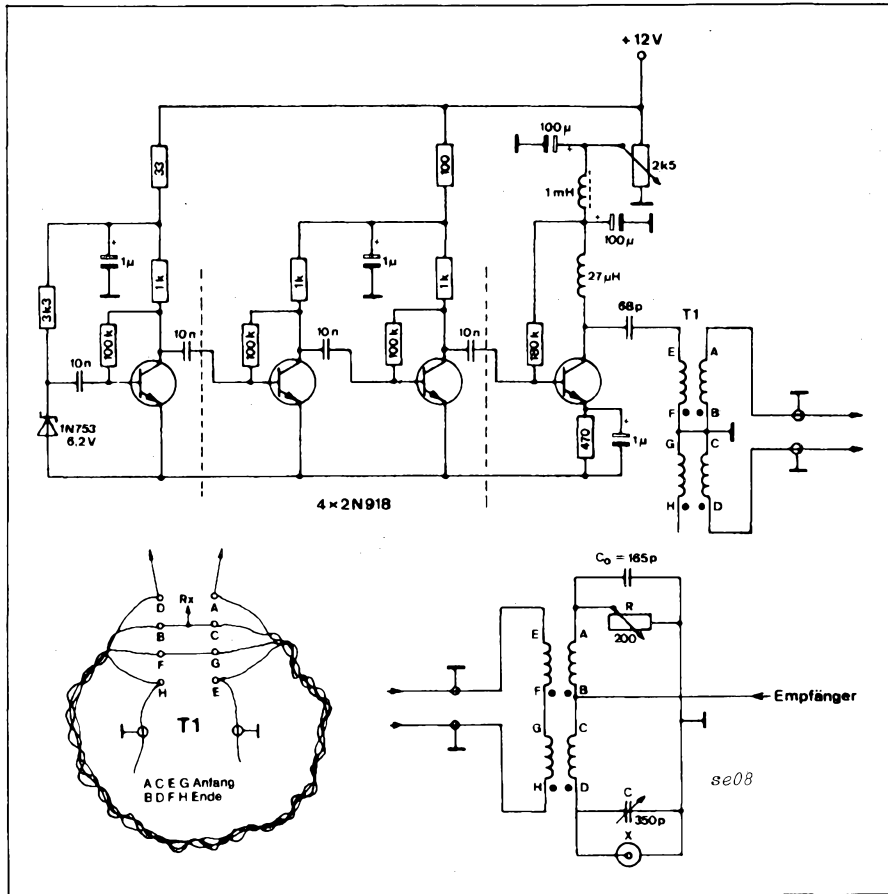 +12V
100µ
+
2k5
33
100
1mH
+
100µ
+
1µ
+
1µ
27µH
3k3
1k
1k
1k
68p
T1
10n
100k
10n
100k
10n
100k
10n
180k
E
A
1N753
6,2V
F
B
G
C
470
+
1µ
H
D
4×2N918
Rx
D
A
B
C
F
G
H
E
T1
A C E G Anfang
B D F H Ende
C₀ = 165p
R
200
E
A
F
B
Empfänger
G
C
H
D
C
350p
X
se08